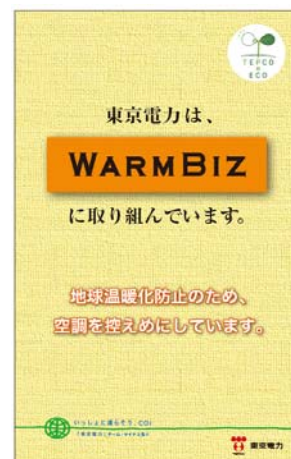 TEPCO
ECO
東京電力は、
WARMBIZ
に取り組んでいます。
地球温暖化防止のため、
空調を控えめにしています。
いっしょに減らそう。CO2
東京電力